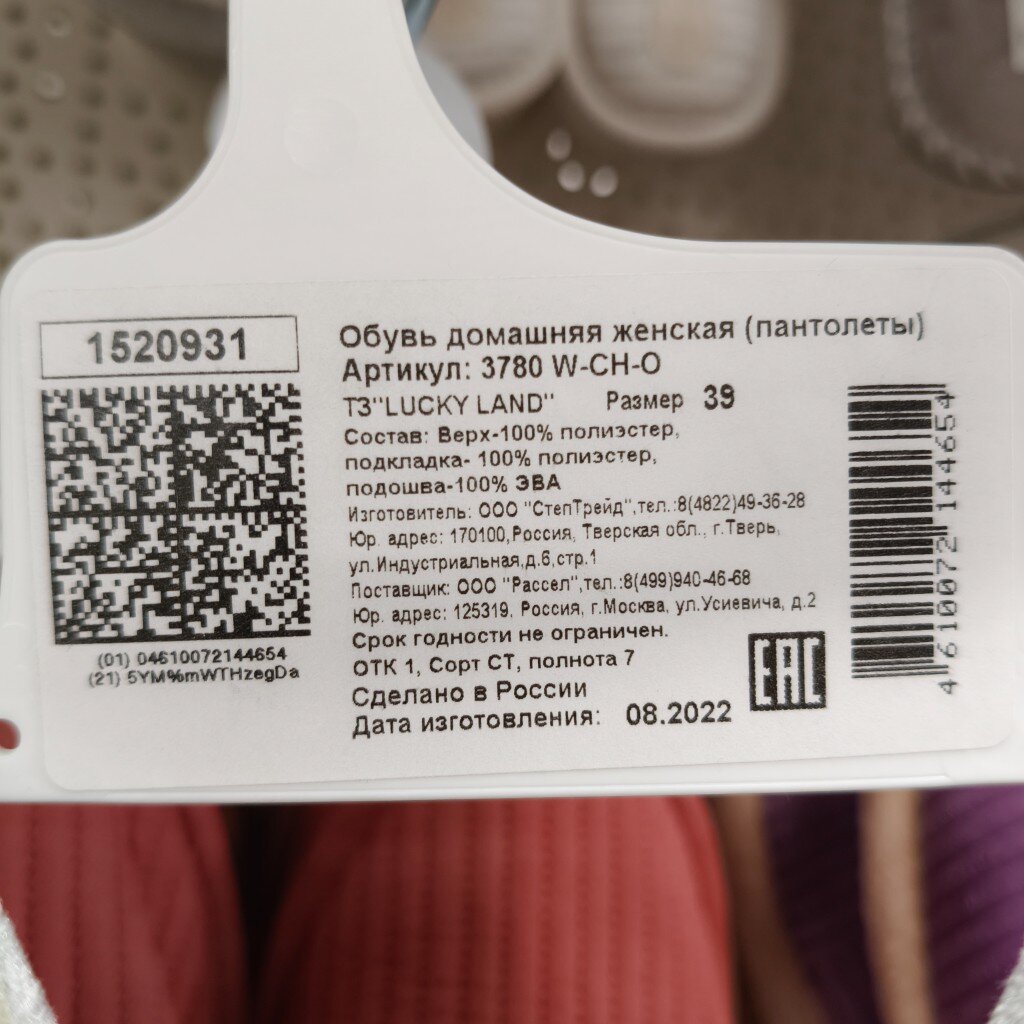 1520931
(01) 04610072144654
(21) 5YM%mWTHzegDa
Обувь домашняя женская (пантолеты)
Артикул: 3780 W-CH-O
ТЗ"LUCKY LAND" Размер 39
Состав: Верх-100% полиэстер,
подкладка- 100% полиэстер,
подошва-100% ЭВА
Изготовитель: ООО "СтепТрейд",тел.:8(4822)49-36-28
Юр. адрес: 170100,Россия, Тверская обл., г.Тверь,
ул.Индустриальная,д.6,стр.1
Поставщик: ООО "Рассел",тел.:8(499)940-46-68
Юр. адрес: 125319, Россия, г.Москва, ул.Усиевича, д.2
Срок годности не ограничен.
ОТК 1, Сорт СТ, полнота 7
Сделано в России
Дата изготовления: 08.2022
EAC
4 610072 144654